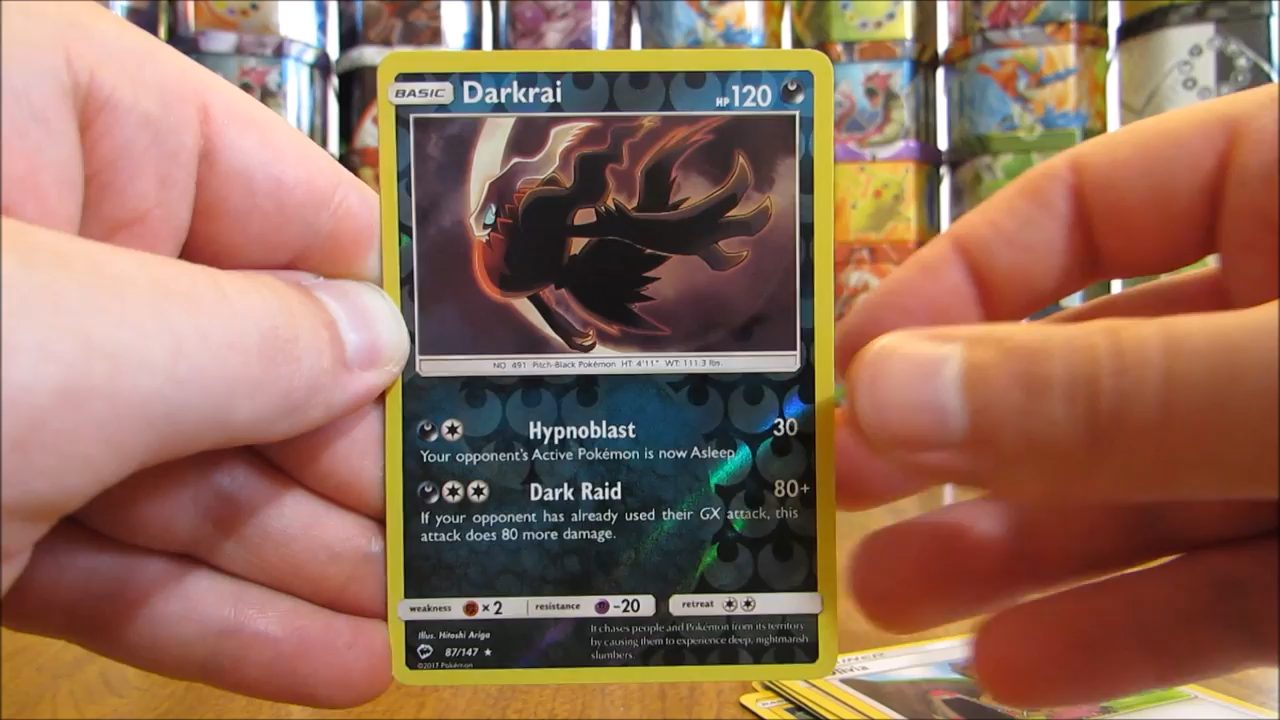 BASIC Darkrai HP 120
NO. 491 Pitch-Black Pokémon HT: 4'11" WT: 111.3 lbs.
Hypnoblast 30
Your opponent's Active Pokémon is now Asleep.
Dark Raid 80+
If your opponent has already used their GX attack, this
attack does 80 more damage.
weakness ×2 resistance -20 retreat
Illus. Hitoshi Ariga
87/147
©2017 Pokémon
It chases people and Pokémon from its territory
by causing them to experience deep, nightmarish
slumbers.